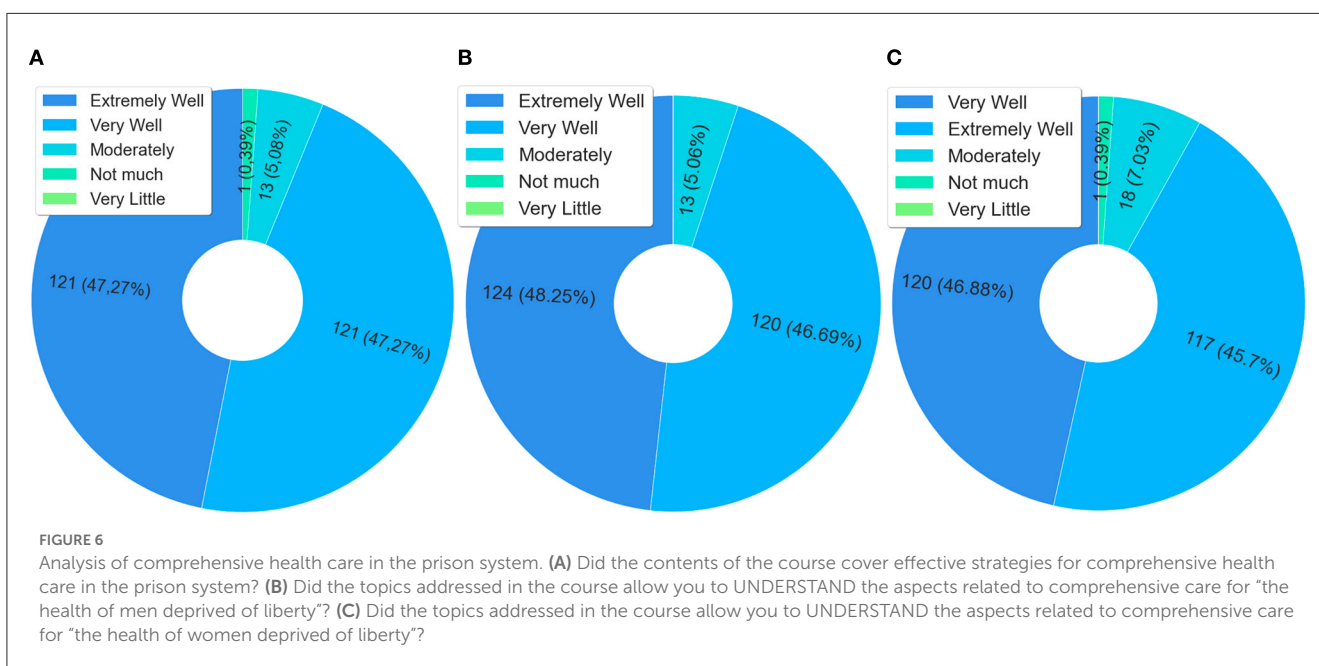 A
Extremely Well
Very Well
Moderately
Not much
Very Little
1 (0,39%)
13 (5,08%)
121 (47,27%)
121 (47,27%)
B
Extremely Well
Very Well
Moderately
Not much
Very Little
13 (5.06%)
124 (48.25%)
120 (46.69%)
C
Very Well
Extremely Well
Moderately
Not much
Very Little
1 (0.39%)
18 (7.03%)
120 (46.88%)
117 (45.7%)
FIGURE 6
Analysis of comprehensive health care in the prison system. (A) Did the contents of the course cover effective strategies for comprehensive health
care in the prison system? (B) Did the topics addressed in the course allow you to UNDERSTAND the aspects related to comprehensive care for “the
health of men deprived of liberty”? (C) Did the topics addressed in the course allow you to UNDERSTAND the aspects related to comprehensive care
for “the health of women deprived of liberty”?